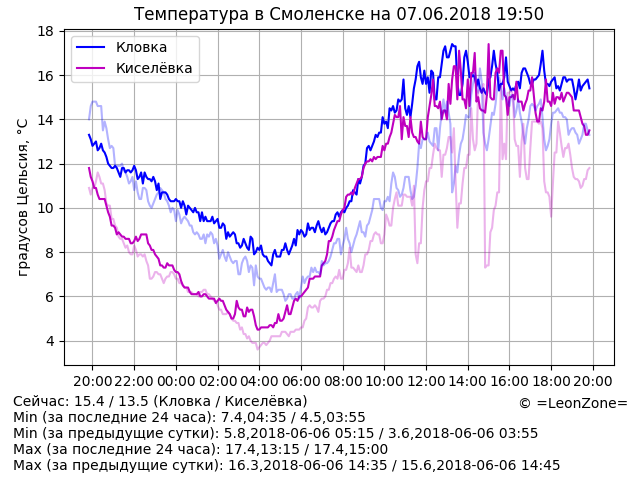 Температура в Смоленске на 07.06.2018 19:50
Кловка
Киселёвка
градусов Цельсия, °C
18
16
14
12
10
8
6
4
20:00 22:00 00:00 02:00 04:00 06:00 08:00 10:00 12:00 14:00 16:00 18:00 20:00
Сейчас: 15.4 / 13.5 (Кловка / Киселёвка)
© =LeonZone=
Min (за последние 24 часа): 7.4,04:35 / 4.5,03:55
Min (за предыдущие сутки): 5.8,2018-06-06 05:15 / 3.6,2018-06-06 03:55
Max (за последние 24 часа): 17.4,13:15 / 17.4,15:00
Max (за предыдущие сутки): 16.3,2018-06-06 14:35 / 15.6,2018-06-06 14:45